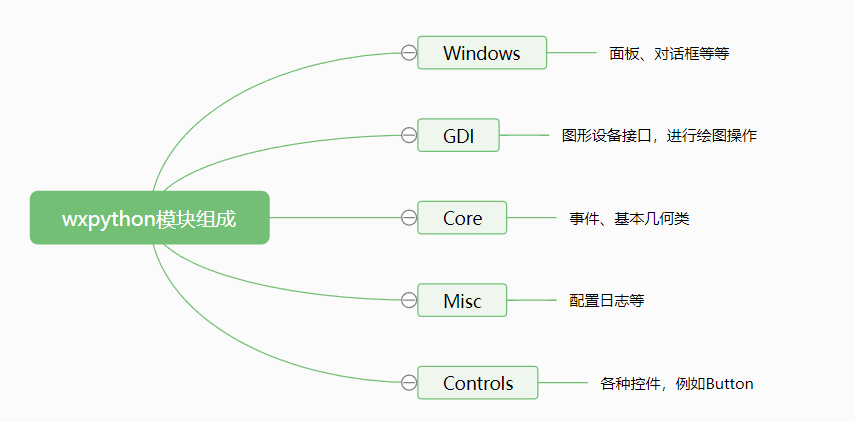 wxpython模块组成
Windows
面板、对话框等等
GDI
图形设备接口，进行绘图操作
Core
事件、基本几何类
Misc
配置日志等
Controls
各种控件，例如Button